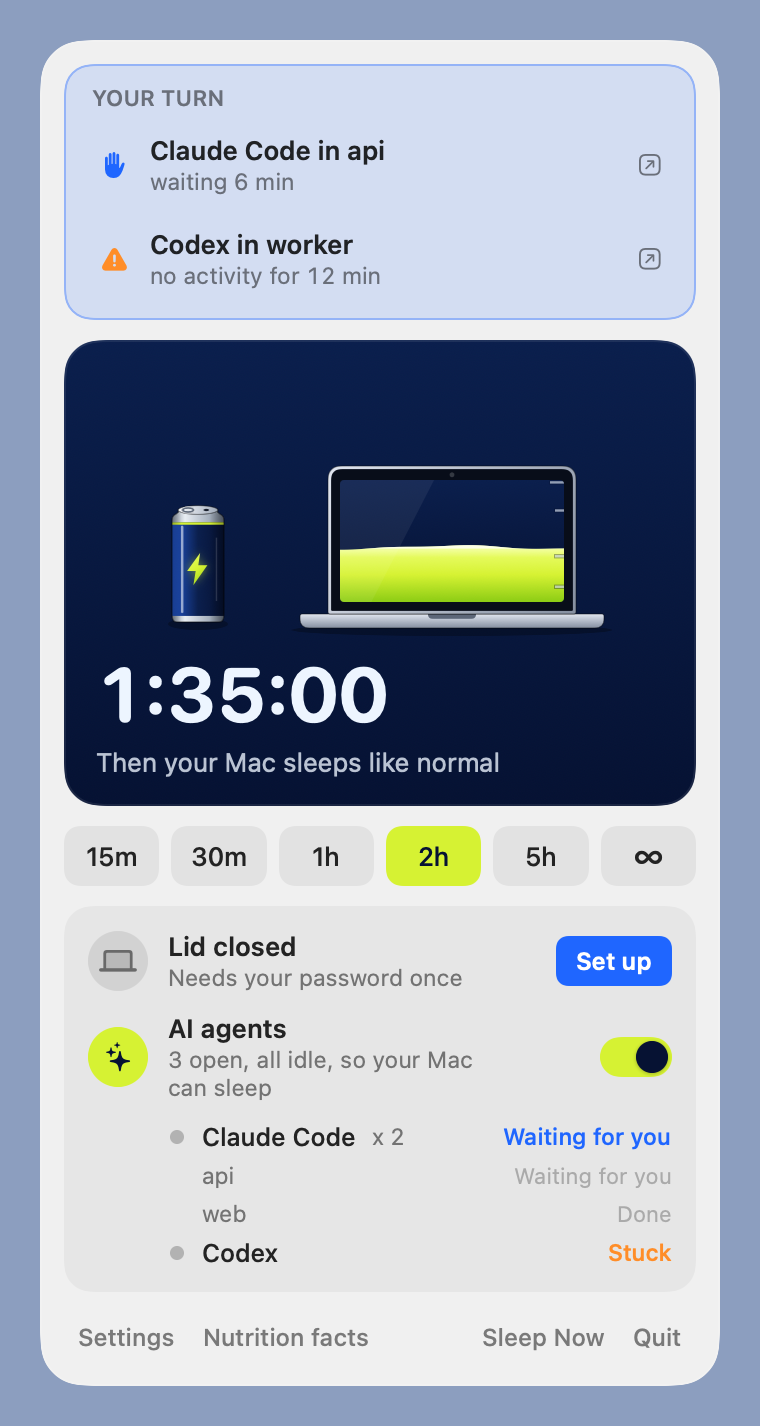 YOUR TURN
Claude Code in api
waiting 6 min
Codex in worker
no activity for 12 min
1:35:00
Then your Mac sleeps like normal
15m 30m 1h 2h 5h ∞
Lid closed
Needs your password once
Set up
AI agents
3 open, all idle, so your Mac
can sleep
Claude Code x 2 Waiting for you
api Waiting for you
web Done
Codex Stuck
Settings Nutrition facts Sleep Now Quit